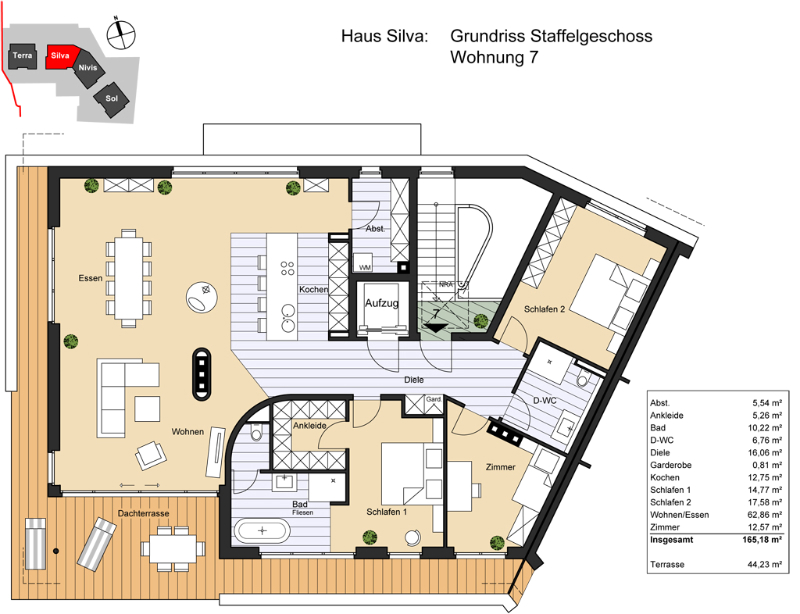 N
Haus Silva: Grundriss Staffelgeschoss
Wohnung 7
Terra
Silva
Nivis
Sol
Abst.
WM
Essen
Kochen
Aufzug
NRA
7
Schlafen 2
Diele
D-WC
Gard.
Ankleide
Wohnen
Zimmer
Bad
Fliesen
Schlafen 1
Dachterrasse
Abst. 5,54 m²
Ankleide 5,26 m²
Bad 10,22 m²
D-WC 6,76 m²
Diele 16,06 m²
Garderobe 0,81 m²
Kochen 12,75 m²
Schlafen 1 14,77 m²
Schlafen 2 17,58 m²
Wohnen/Essen 62,86 m²
Zimmer 12,57 m²
Insgesamt 165,18 m²
Terrasse 44,23 m²